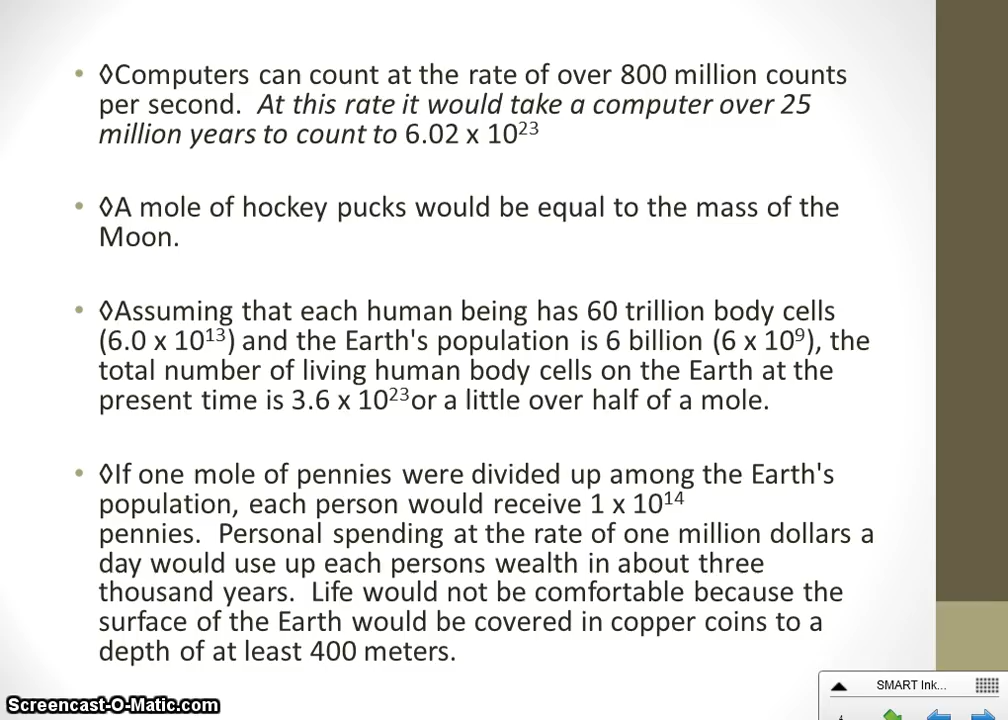 • ◊Computers can count at the rate of over 800 million counts
per second.  At this rate it would take a computer over 25
million years to count to 6.02 x 10²³
• ◊A mole of hockey pucks would be equal to the mass of the
Moon.
• ◊Assuming that each human being has 60 trillion body cells
(6.0 x 10¹³) and the Earth's population is 6 billion (6 x 10⁹), the
total number of living human body cells on the Earth at the
present time is 3.6 x 10²³ or a little over half of a mole.
• ◊If one mole of pennies were divided up among the Earth's
population, each person would receive 1 x 10¹⁴
pennies.  Personal spending at the rate of one million dollars a
day would use up each persons wealth in about three
thousand years.  Life would not be comfortable because the
surface of the Earth would be covered in copper coins to a
depth of at least 400 meters.
SMART Ink...
Screencast-O-Matic.com